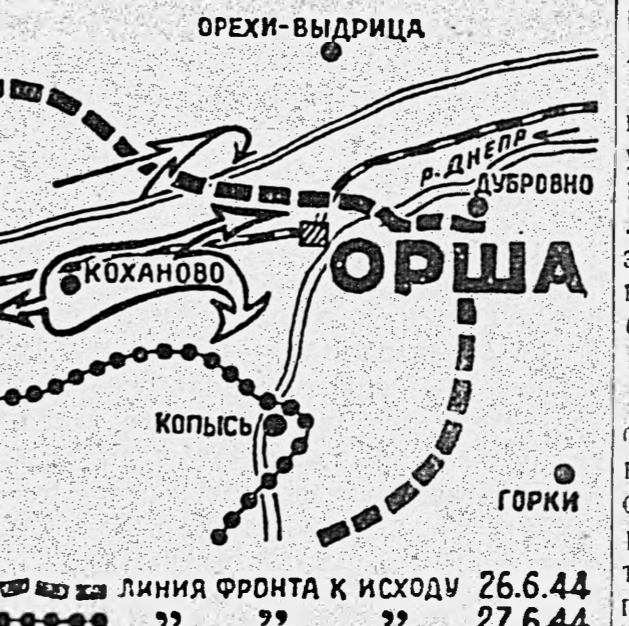 ОРЕХИ-ВЫДРИЦА
Р. ДНЕПР
ДУБРОВНО
ОРША
КОХАНОВО
КОПЫСЬ
ГОРКИ
ЛИНИЯ ФРОНТА К ИСХОДУ 26.6.44
" " " 27.6.44